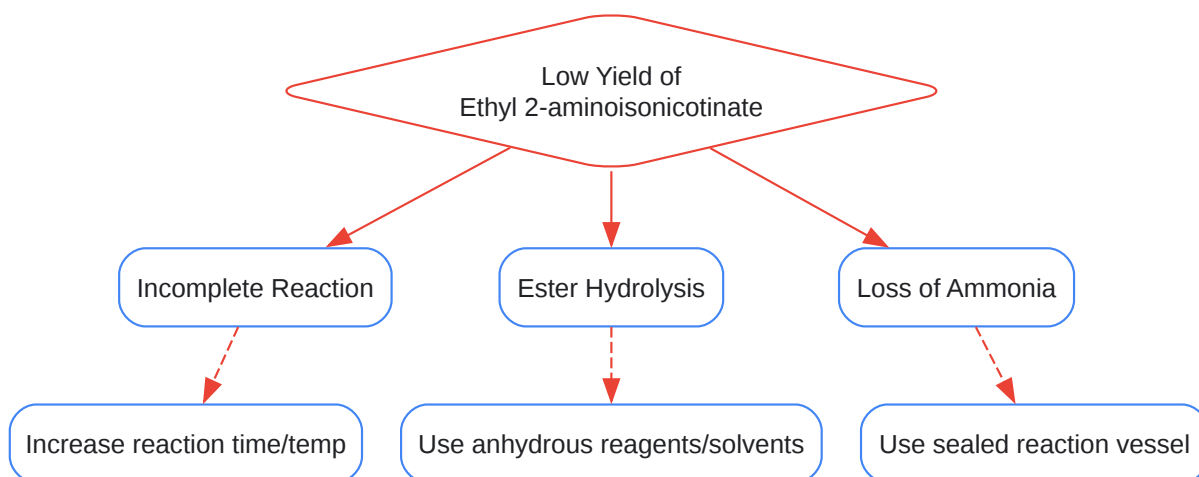 Low Yield of
Ethyl 2-aminoisonicotinate
Incomplete Reaction
Ester Hydrolysis
Loss of Ammonia
Increase reaction time/temp
Use anhydrous reagents/solvents
Use sealed reaction vessel